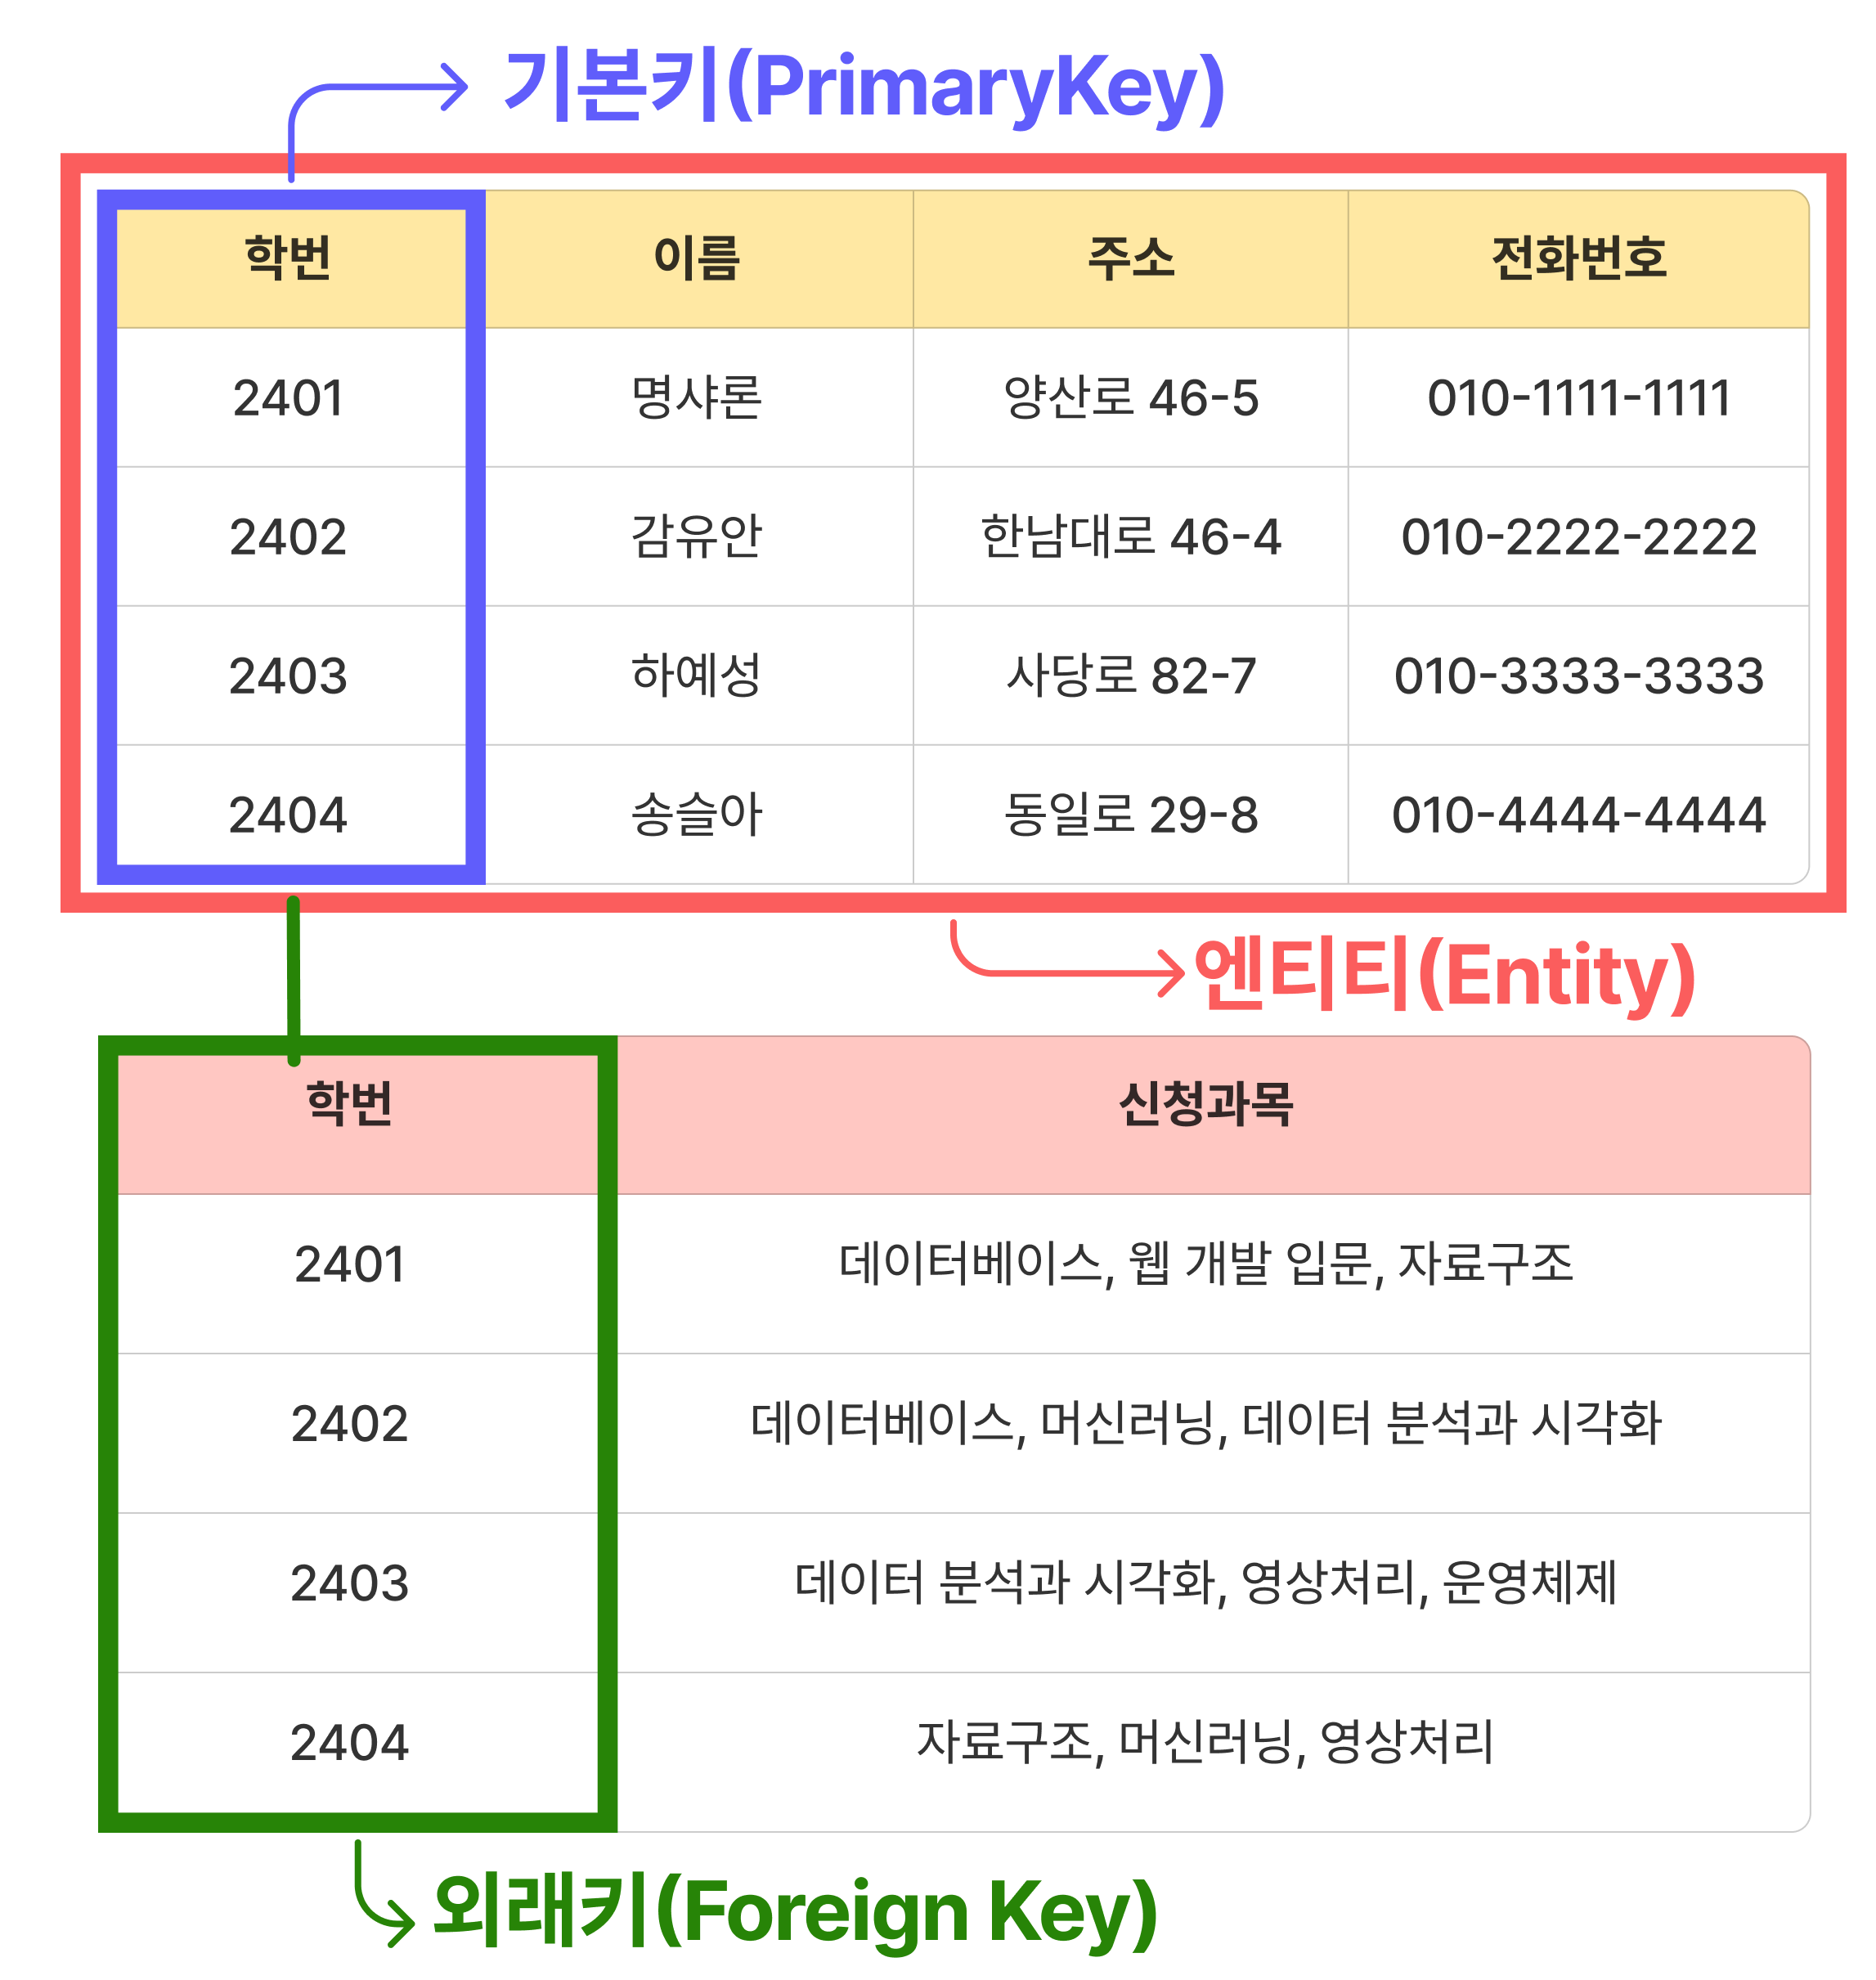 기본키(PrimaryKey)
학번 이름 주소 전화번호
2401 명사로 양산로 46-5 010-1111-1111
2402 김유안 한남대로 46-4 010-2222-2222
2403 하예성 사당로 82-7 010-3333-3333
2404 송슬아 동일로 29-8 010-4444-4444
엔티티(Entity)
학번 신청과목
2401 데이터베이스, 웹 개발 입문, 자료구조
2402 데이터베이스, 머신러닝, 데이터 분석과 시각화
2403 데이터 분석과 시각화, 영상처리, 운영체제
2404 자료구조, 머신러닝, 영상처리
외래키(Foreign Key)